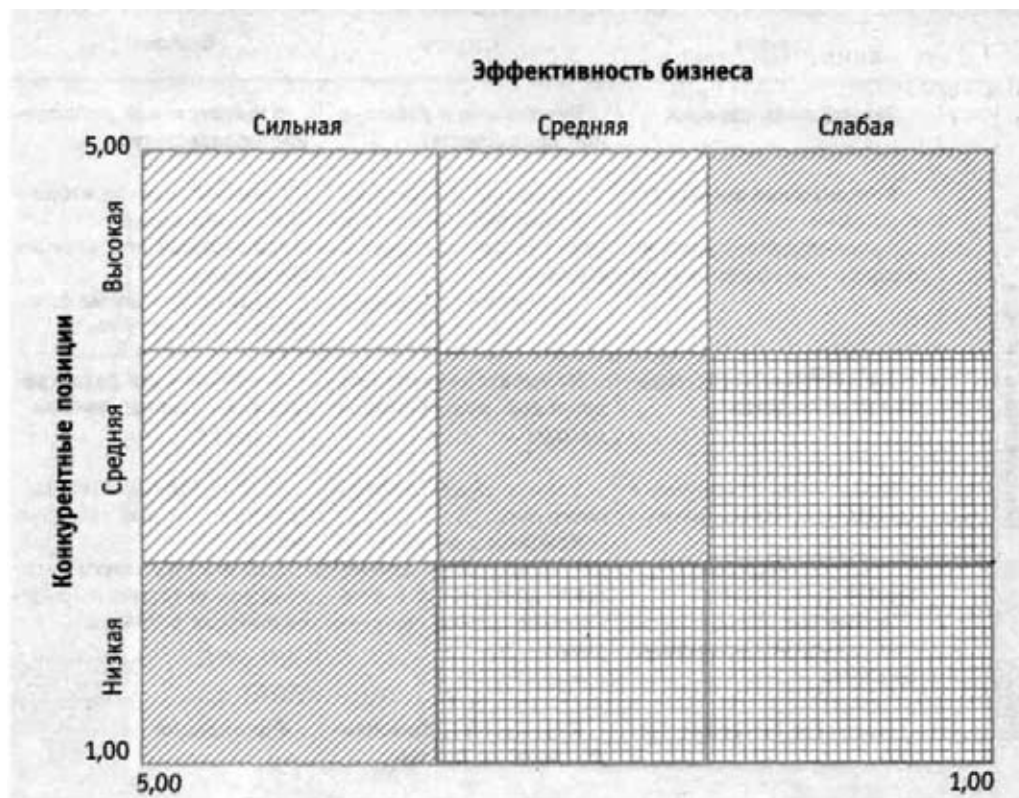 Эффективность бизнеса
Сильная Средняя Слабая
5,00
Высокая
Средняя
Низкая
Конкурентные позиции
1,00
5,00 1,00